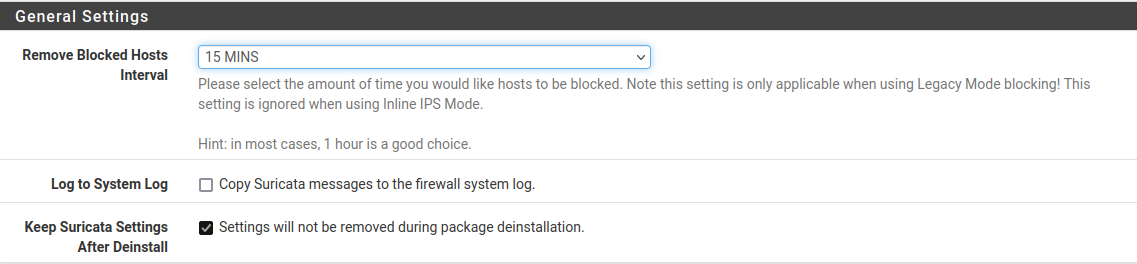 General Settings
Remove Blocked Hosts
Interval
15 MINS
Please select the amount of time you would like hosts to be blocked. Note this setting is only applicable when using Legacy Mode blocking! This
setting is ignored when using Inline IPS Mode.
Hint: in most cases, 1 hour is a good choice.
Log to System Log
Copy Suricata messages to the firewall system log.
Keep Suricata Settings
After Deinstall
Settings will not be removed during package deinstallation.